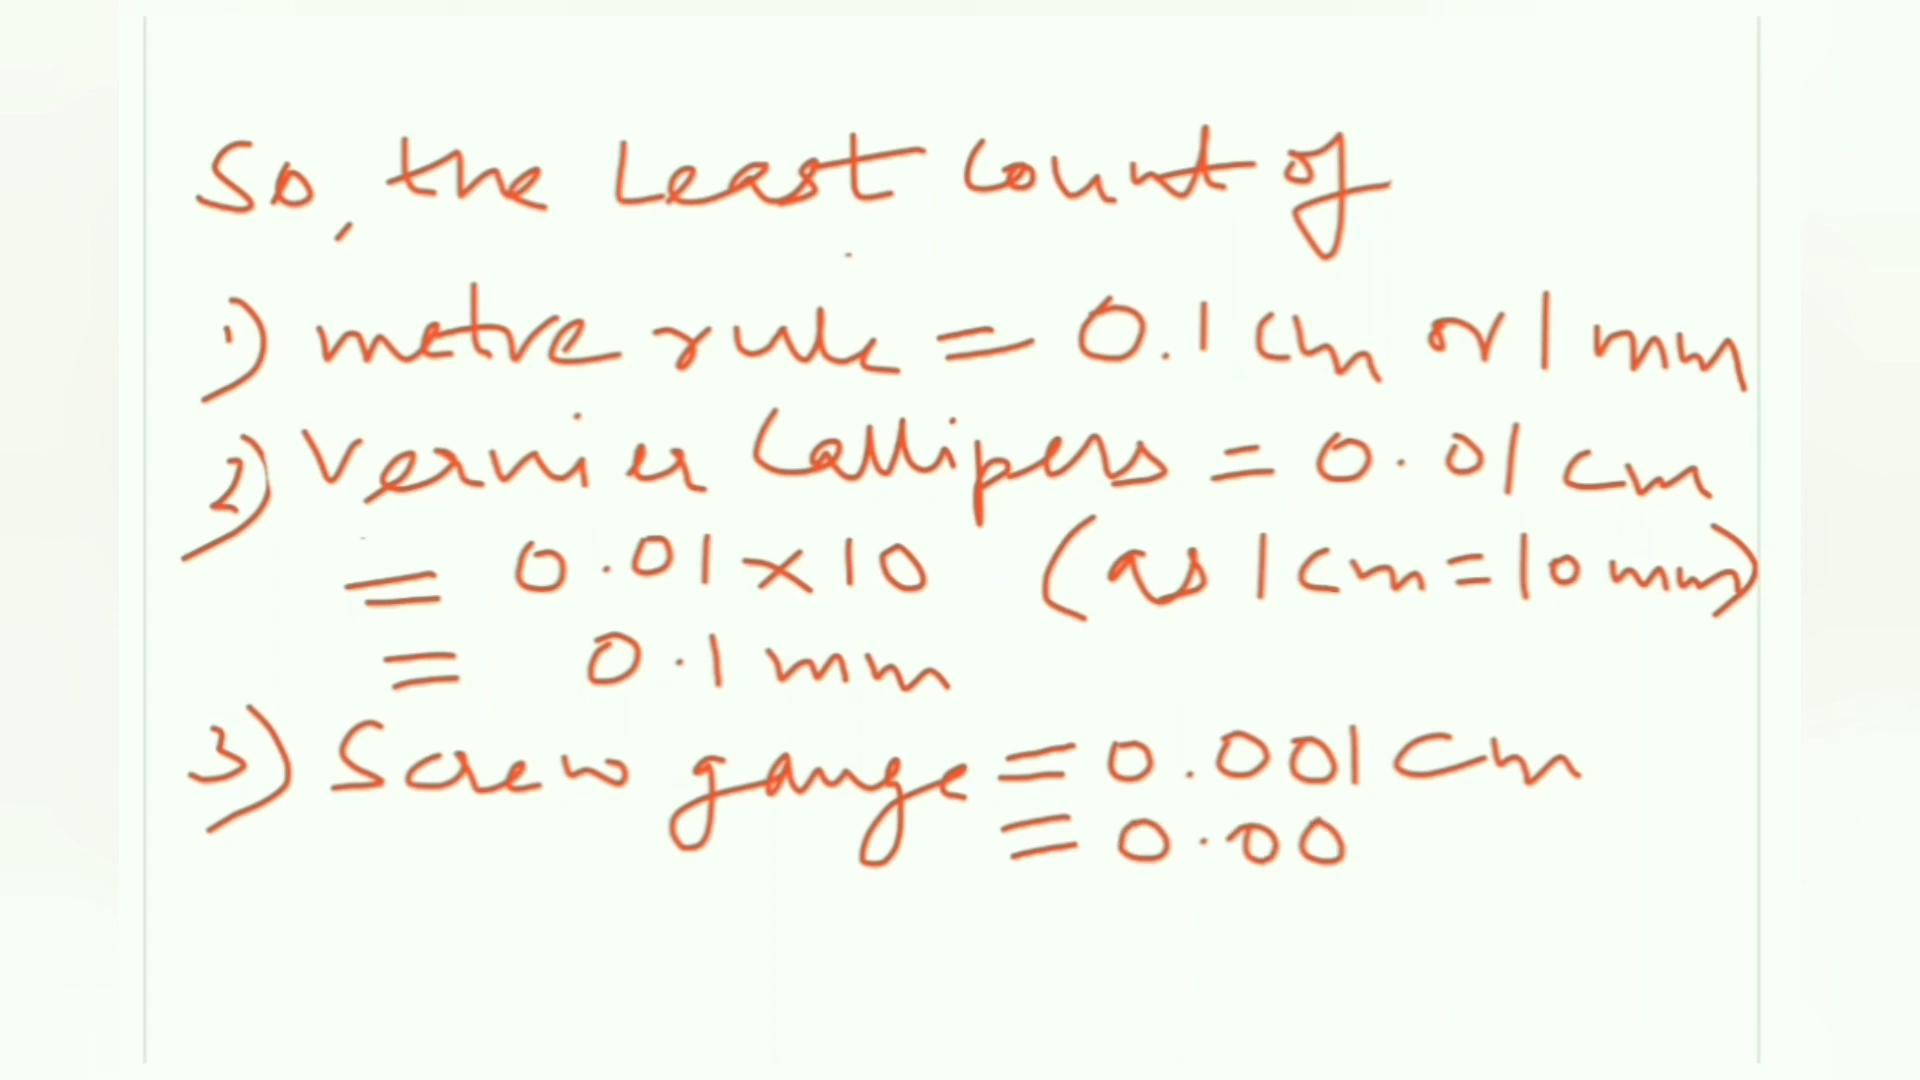 So, the Least Count of
1) metre rule = 0.1 cm or 1 mm
2) Vernier Callipers = 0.01 cm
= 0.01 × 10 (as 1 cm = 10 mm)
= 0.1 mm
3) Screw gauge = 0.001 cm
= 0.00